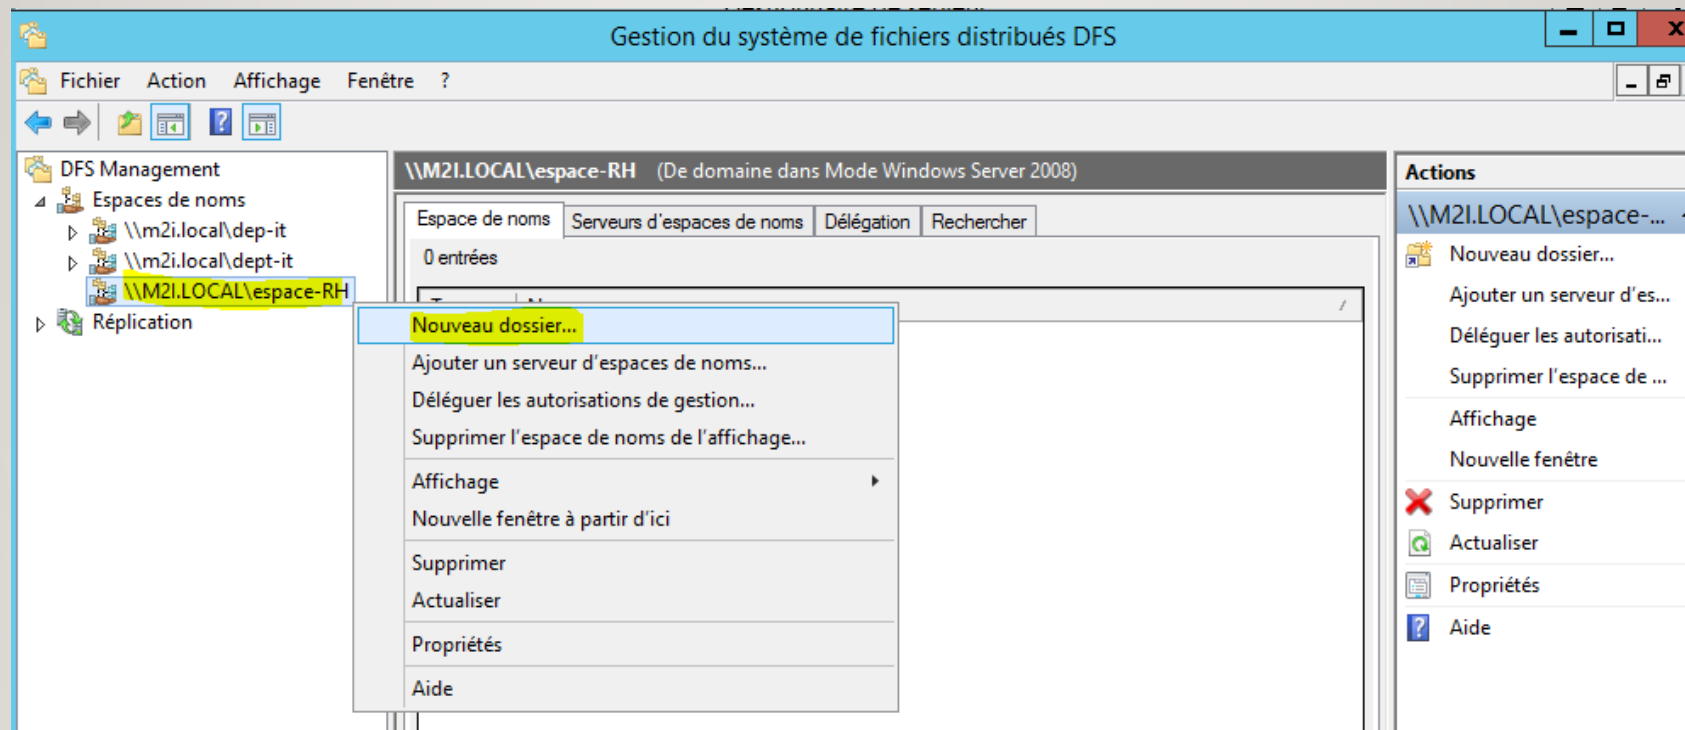 Gestion du système de fichiers distribués DFS
Fichier Action Affichage Fenêtre ?
DFS Management
Espaces de noms
\\m2i.local\dep-it
\\m2i.local\dept-it
\\M2I.LOCAL\espace-RH
Réplication
\\M2I.LOCAL\espace-RH (De domaine dans Mode Windows Server 2008)
Espace de noms Serveurs d'espaces de noms Délégation Rechercher
0 entrées
Nouveau dossier...
Ajouter un serveur d'espaces de noms...
Déléguer les autorisations de gestion...
Supprimer l'espace de noms de l'affichage...
Affichage
Nouvelle fenêtre à partir d'ici
Supprimer
Actualiser
Propriétés
Aide
Actions
\\M2I.LOCAL\espace-...
Nouveau dossier...
Ajouter un serveur d'es...
Déléguer les autorisati...
Supprimer l'espace de ...
Affichage
Nouvelle fenêtre
Supprimer
Actualiser
Propriétés
Aide